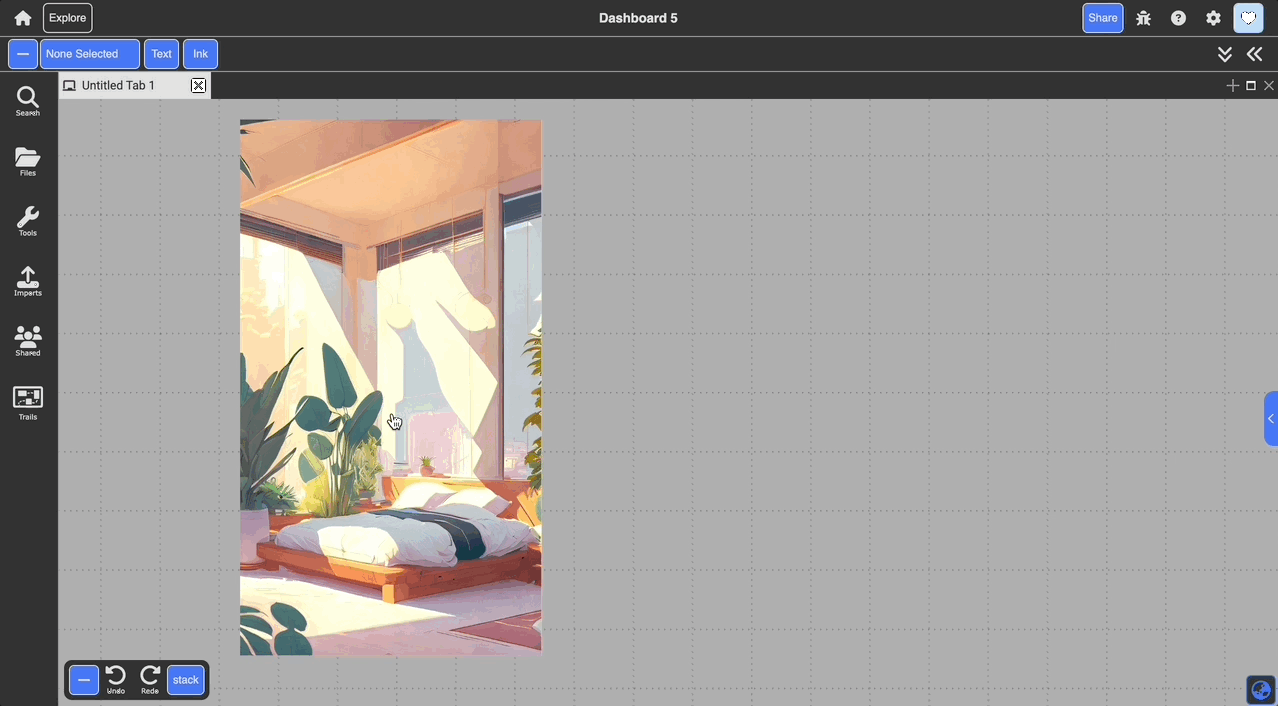 Explore
Dashboard 5
Share
None Selected
Text
Ink
Untitled Tab 1
Search
Files
Tools
Imports
Shared
Trails
Undo
Redo
stack